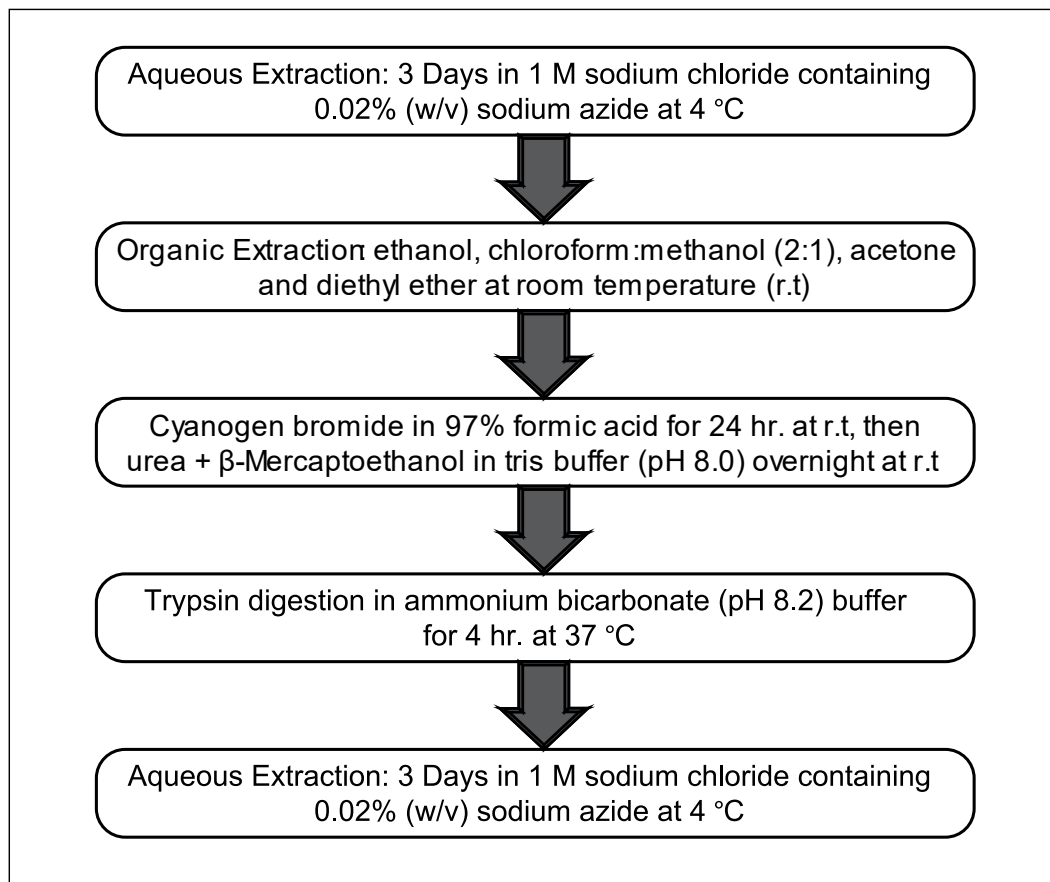 Aqueous Extraction: 3 Days in 1 M sodium chloride containing
0.02% (w/v) sodium azide at 4 °C
Organic Extraction: ethanol, chloroform:methanol (2:1), acetone
and diethyl ether at room temperature (r.t)
Cyanogen bromide in 97% formic acid for 24 hr. at r.t, then
urea + β-Mercaptoethanol in tris buffer (pH 8.0) overnight at r.t
Trypsin digestion in ammonium bicarbonate (pH 8.2) buffer
for 4 hr. at 37 °C
Aqueous Extraction: 3 Days in 1 M sodium chloride containing
0.02% (w/v) sodium azide at 4 °C